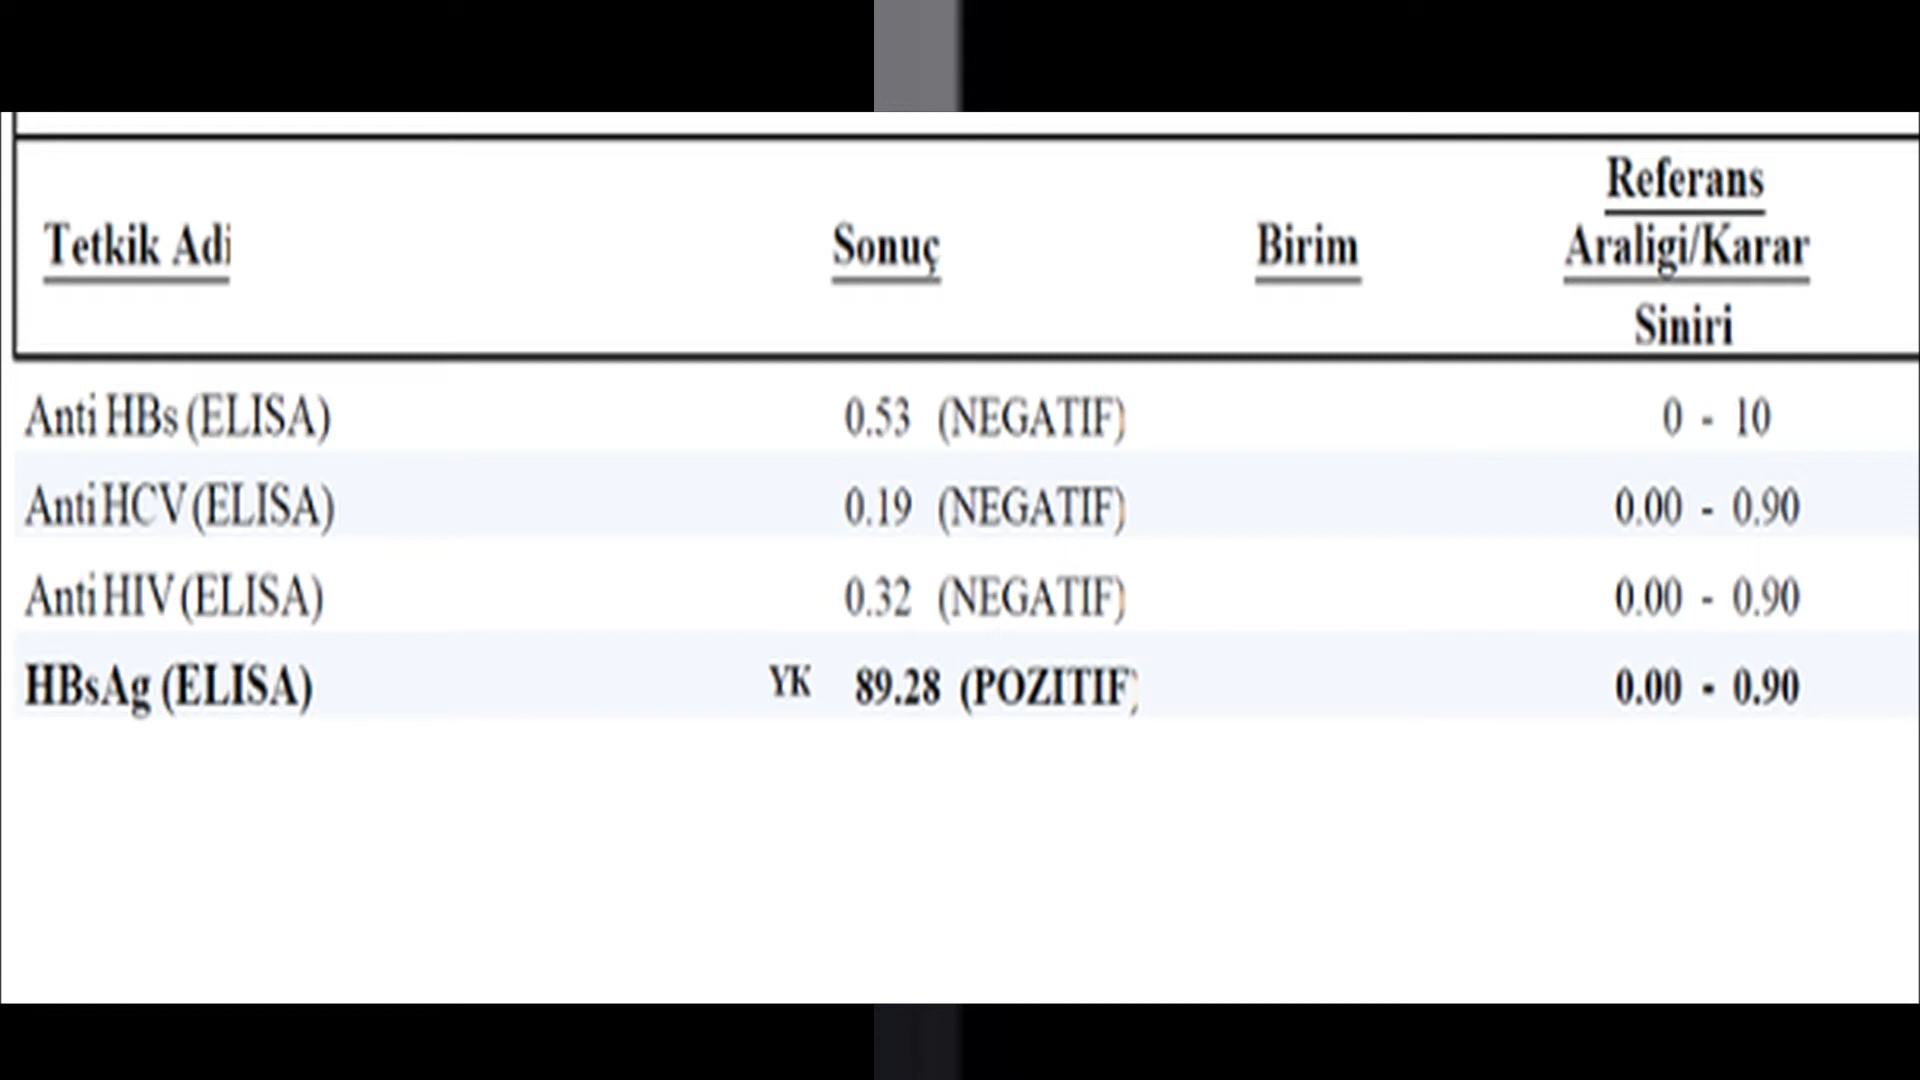 Tetkik Adi Sonuç Birim Referans Araligi/Karar Siniri
Anti HBs (ELISA) 0.53 (NEGATIF) 0 - 10
Anti HCV (ELISA) 0.19 (NEGATIF) 0.00 - 0.90
Anti HIV (ELISA) 0.32 (NEGATIF) 0.00 - 0.90
HBsAg (ELISA) YK 89.28 (POZITIF) 0.00 - 0.90